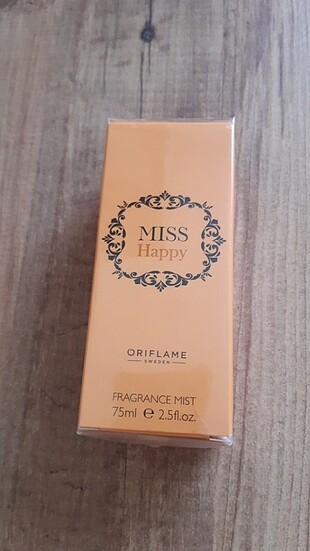 MISS
Happy
ORIFLAME
SWEDEN
FRAGRANCE MIST
75ml e 2.5fl.oz.